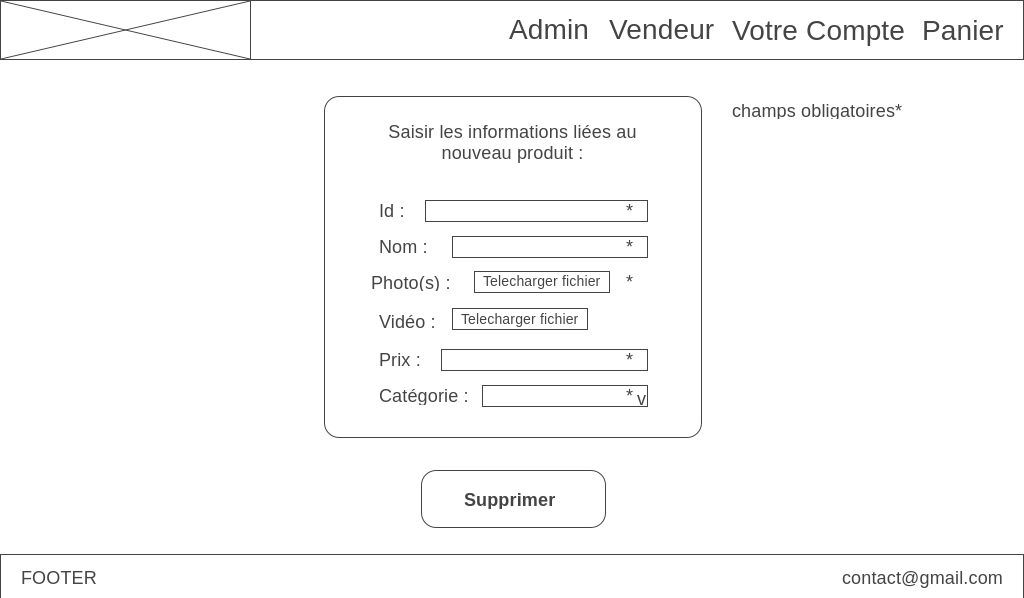 Admin Vendeur Votre Compte Panier
champs obligatoires*
Saisir les informations liées au
nouveau produit :
Id : *
Nom : *
Photo(s) : Telecharger fichier *
Vidéo : Telecharger fichier
Prix : *
Catégorie : * v
Supprimer
FOOTER contact@gmail.com